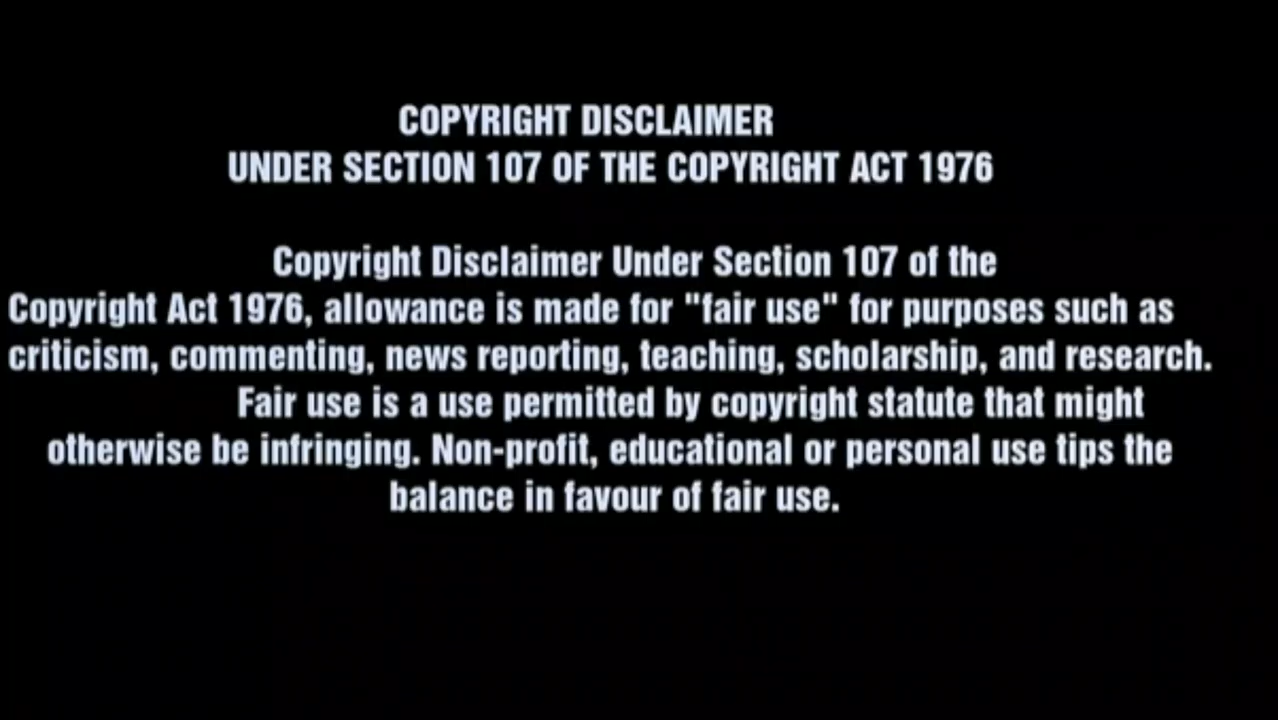 COPYRIGHT DISCLAIMER
UNDER SECTION 107 OF THE COPYRIGHT ACT 1976
Copyright Disclaimer Under Section 107 of the
Copyright Act 1976, allowance is made for "fair use" for purposes such as
criticism, commenting, news reporting, teaching, scholarship, and research.
Fair use is a use permitted by copyright statute that might
otherwise be infringing. Non-profit, educational or personal use tips the
balance in favour of fair use.